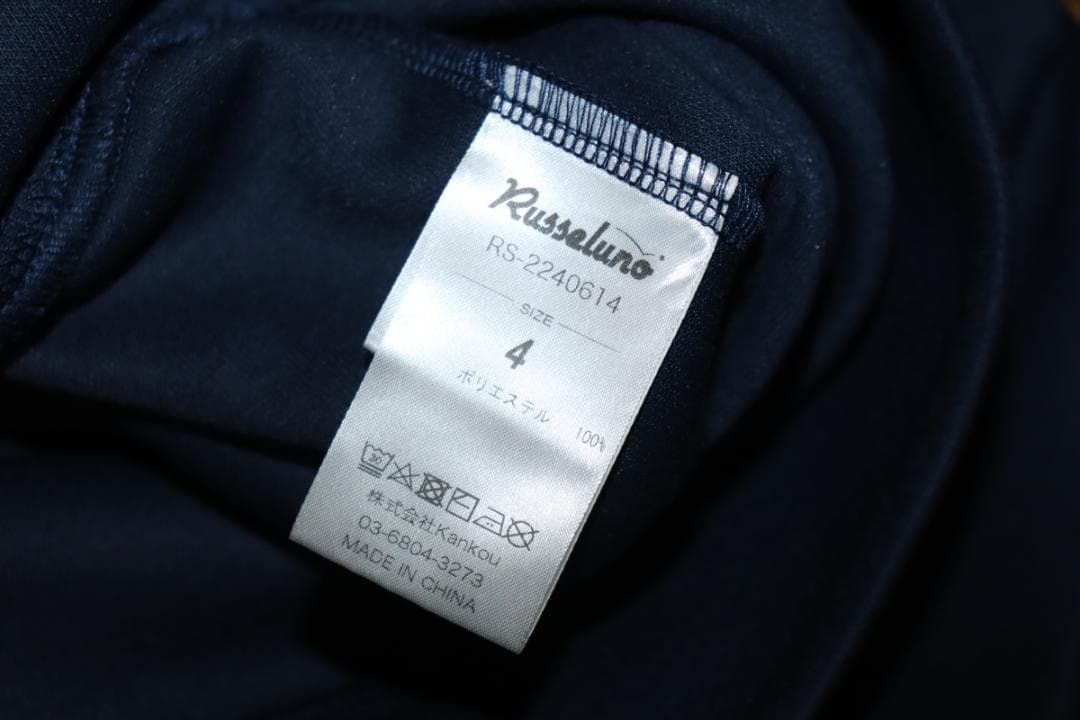 Russeluno
RS-2240614
SIZE
4
ポリエステル 100%
30
株式会社Kankou
03-6804-3273
MADE IN CHINA